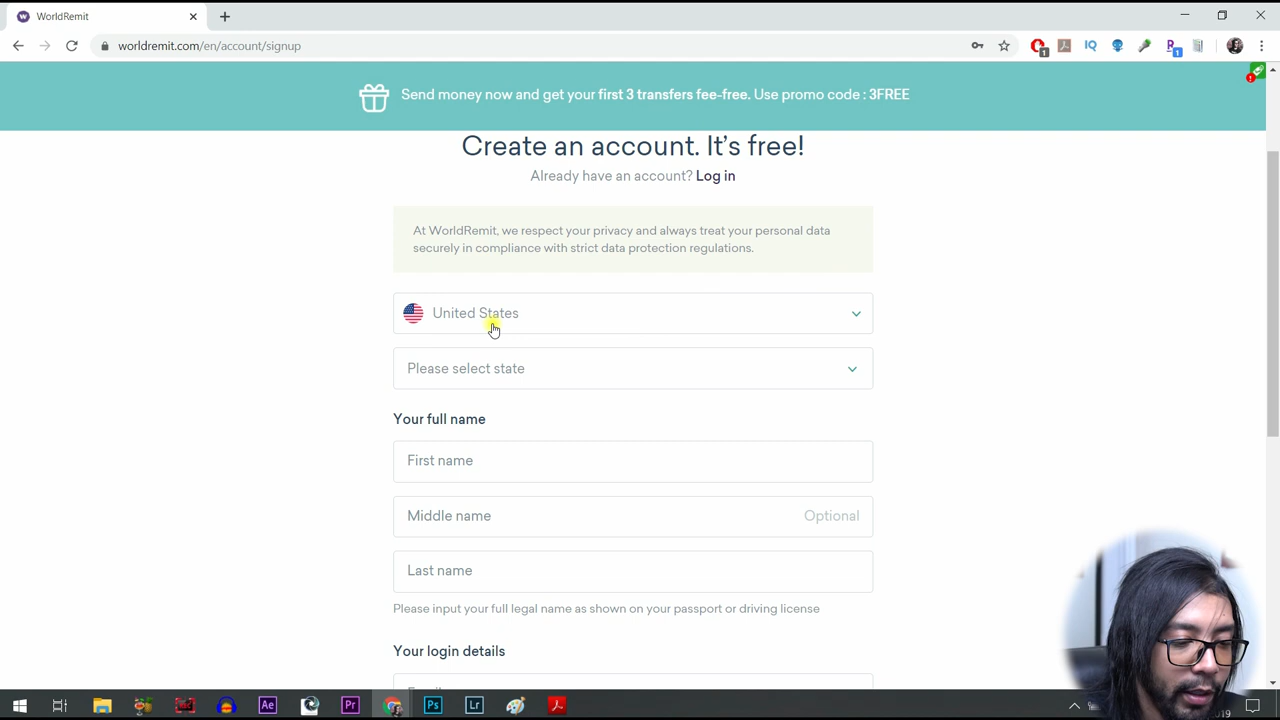 WorldRemit
worldremit.com/en/account/signup
Send money now and get your first 3 transfers fee-free. Use promo code : 3FREE
Create an account. It's free!
Already have an account? Log in
At WorldRemit, we respect your privacy and always treat your personal data
securely in compliance with strict data protection regulations.
United States
Please select state
Your full name
First name
Middle name Optional
Last name
Please input your full legal name as shown on your passport or driving license
Your login details